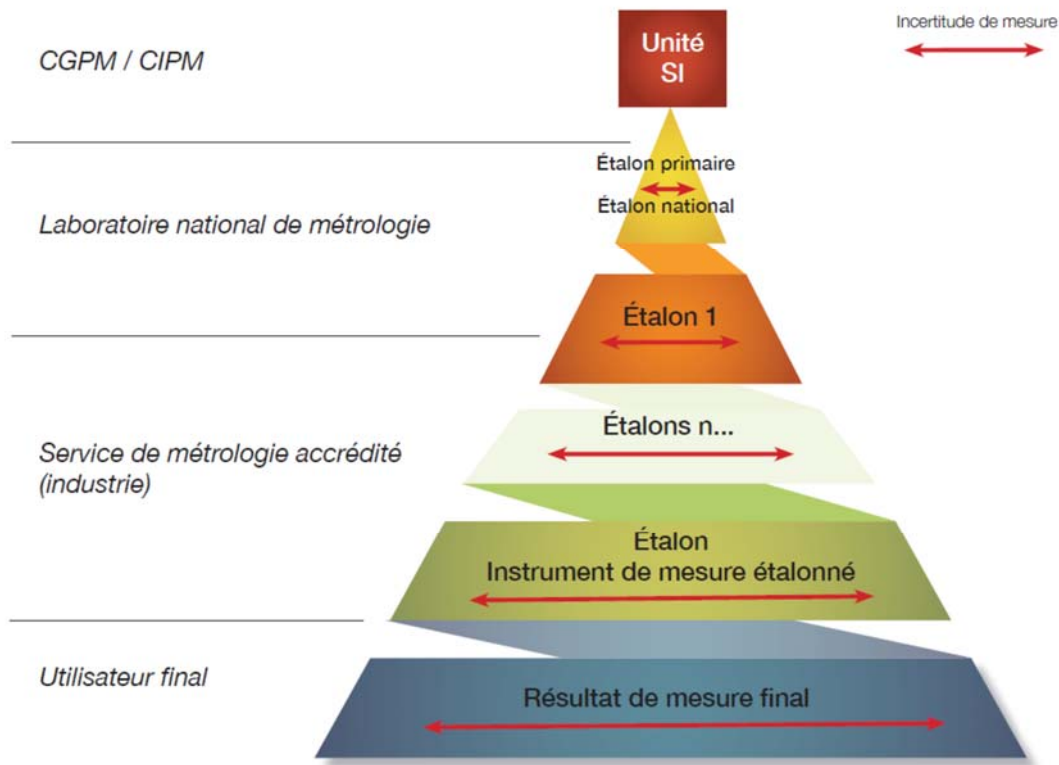 CGPM / CIPM
Unité
SI
Incertitude de mesure
Étalon primaire
Étalon national
Laboratoire national de métrologie
Étalon 1
Étalons n...
Service de métrologie accrédité
(industrie)
Étalon
Instrument de mesure étalonné
Utilisateur final
Résultat de mesure final